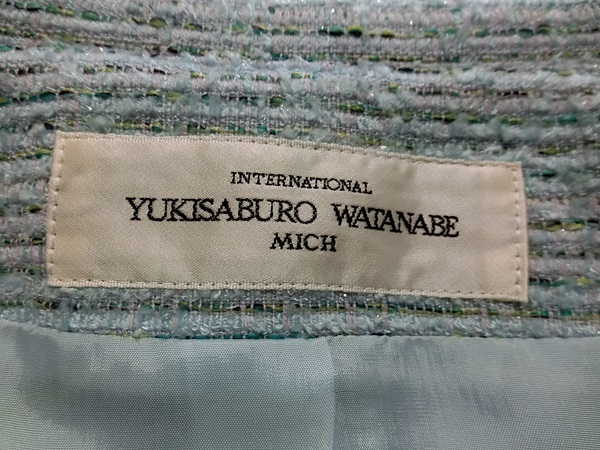 INTERNATIONAL
YUKISABURO WATANABE
MICH